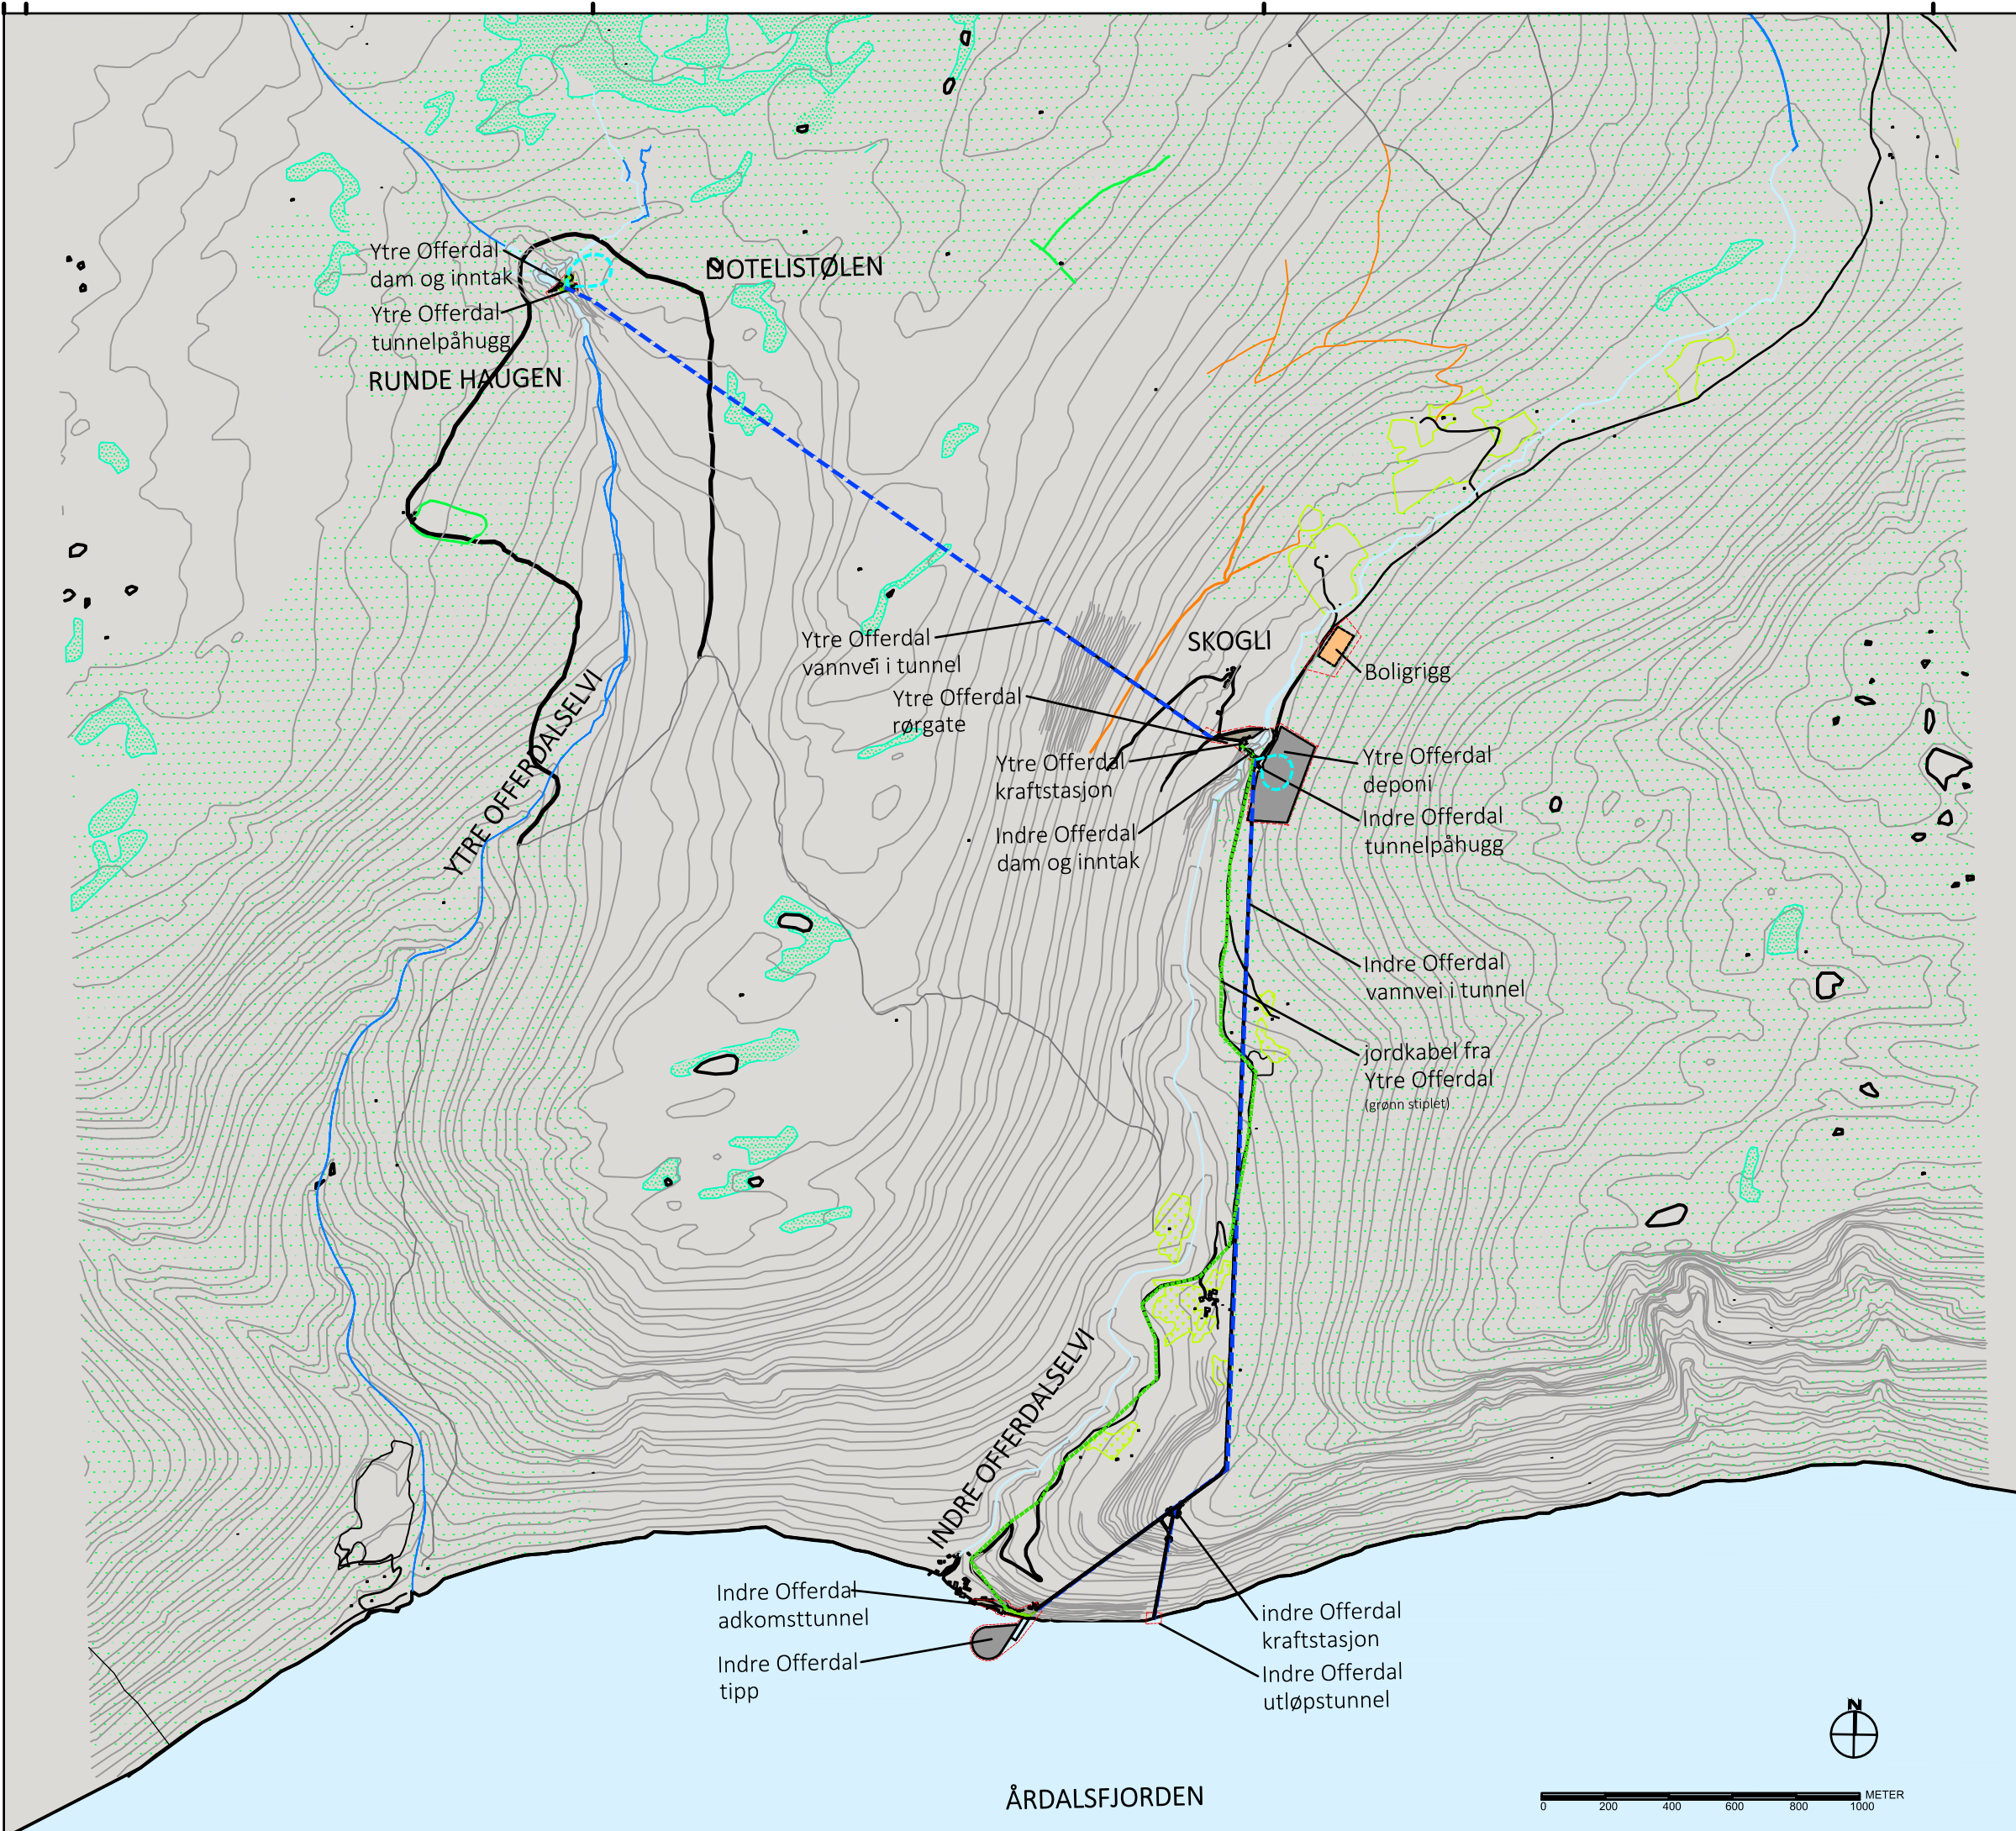 Ytre Offerdal
dam og inntak
MOTELISTØLEN
Ytre Offerdal
tunnelpåhugg
RUNDE HAUGEN
Ytre Offerdal
vannvei i tunnel
SKOGLI
Boligrigg
Ytre Offerdal
rørgate
YTRE OFFERDALSELVI
Ytre Offerdal
kraftstasjon
Ytre Offerdal
deponi
Indre Offerdal
dam og inntak
Indre Offerdal
tunnelpåhugg
Indre Offerdal
vannvei i tunnel
jordkabel fra
Ytre Offerdal
(grønn stiplet)
INDRE OFFERDALSELVI
Indre Offerdal
adkomsttunnel
indre Offerdal
kraftstasjon
Indre Offerdal
tipp
Indre Offerdal
utløpstunnel
N
ÅRDALSFJORDEN
METER
0 200 400 600 800 1000